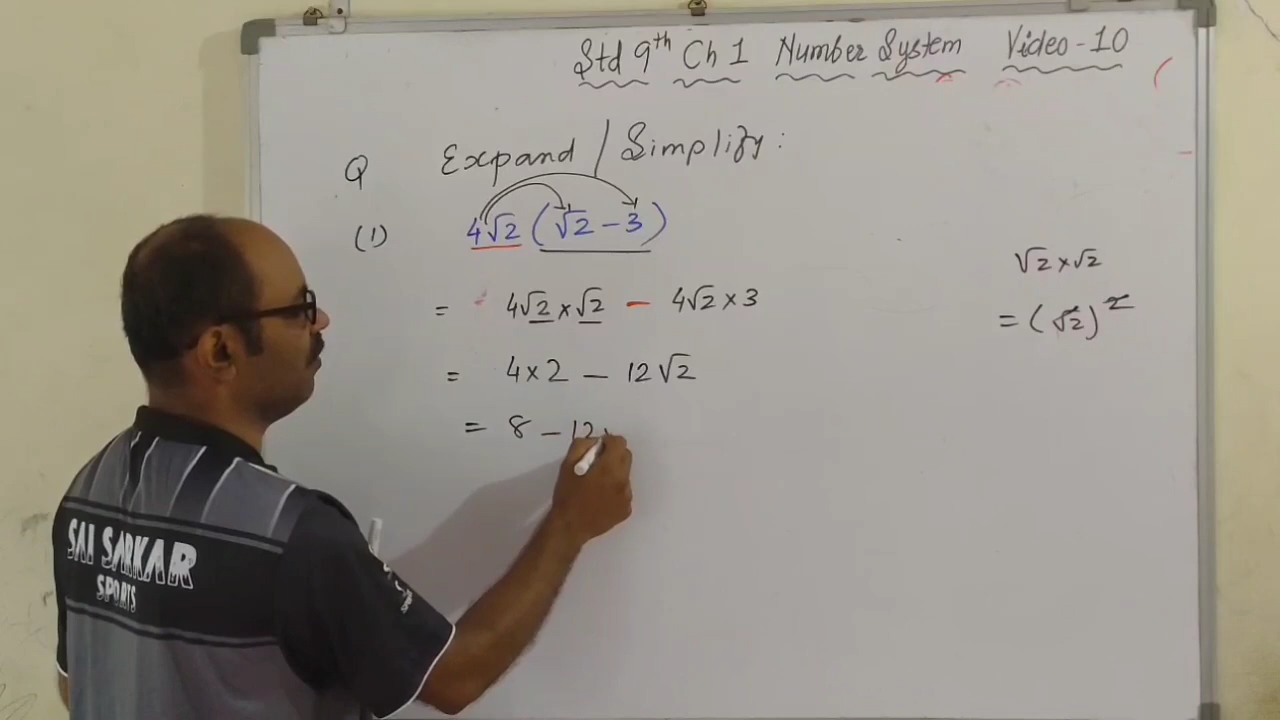 Std 9th Ch 1 Number System Video-10
Q Expand / Simplify:
(1) 4√2 (√2 − 3)
= 4√2 × √2 − 4√2 × 3
= 4 × 2 − 12√2
= 8 − 12
√2 × √2
= (√2)²
SAI SARKAR
SPORTS